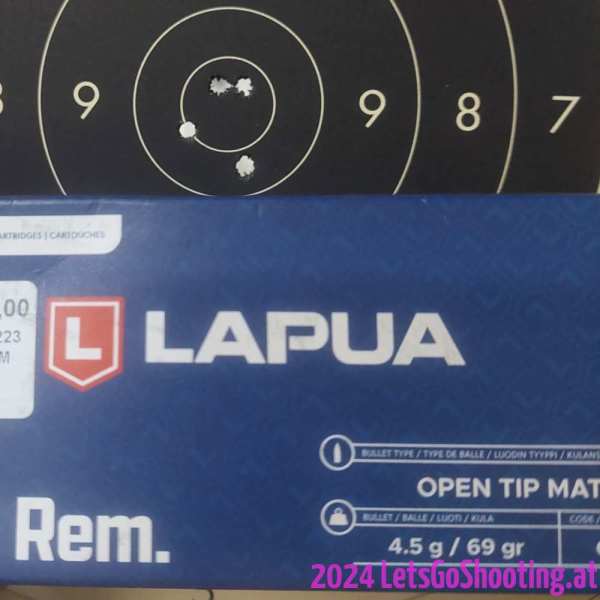 9 9 8 7
CARTRIDGES | CARTOUCHES
,00
223
M
L LAPUA
BULLET TYPE / TYPE DE BALLE / LUODIN TYYPPI / KULANS
OPEN TIP MAT
Rem.
BULLET / BALLE / LUOTI / KULA CODE /
4.5 g / 69 gr
2024 LetsGoShooting.at